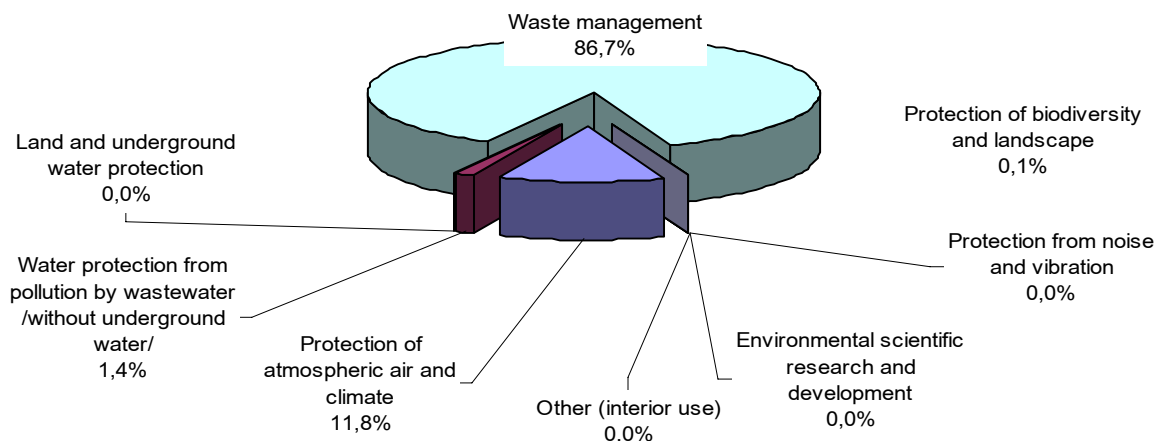 Waste management
86,7%
Protection of biodiversity
and landscape
0,1%
Land and underground
water protection
0,0%
Protection from noise
and vibration
0,0%
Water protection from
pollution by wastewater
/without underground
water/
1,4%
Protection of
atmospheric air and
climate
11,8%
Environmental scientific
research and
development
0,0%
Other (interior use)
0,0%